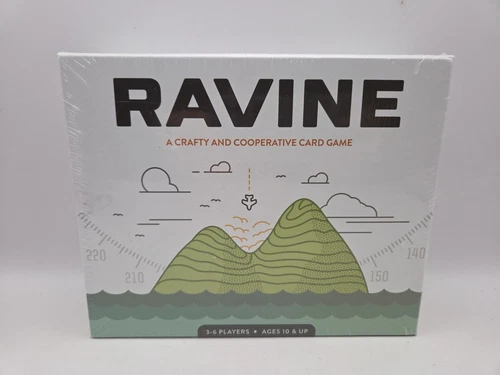 RAVINE
A CRAFTY AND COOPERATIVE CARD GAME
220
210
140
150
3-6 PLAYERS • AGES 10 & UP